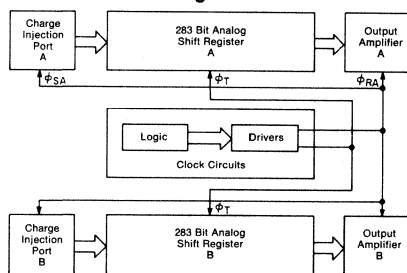 Charge
Injection
Port
A
283 Bit Analog
Shift Register
A
Output
Amplifier
A
ϕSA
ϕT
ϕRA
Logic
Drivers
Clock Circuits
ϕT
Charge
Injection
Port
B
283 Bit Analog
Shift Register
B
Output
Amplifier
B